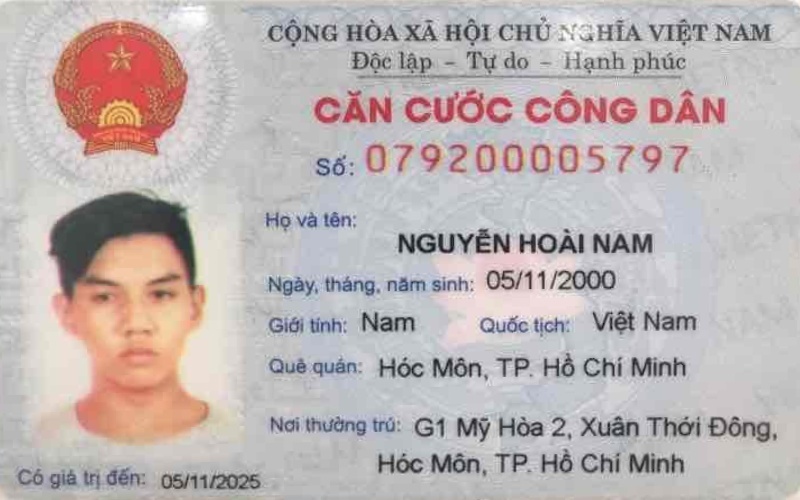 CỘNG HÒA XÃ HỘI CHỦ NGHĨA VIỆT NAM
Độc lập - Tự do - Hạnh phúc
CĂN CƯỚC CÔNG DÂN
Số: 079200005797
Họ và tên:
NGUYỄN HOÀI NAM
Ngày, tháng, năm sinh: 05/11/2000
Giới tính: Nam Quốc tịch: Việt Nam
Quê quán: Hóc Môn, TP. Hồ Chí Minh
Nơi thường trú: G1 Mỹ Hòa 2, Xuân Thới Đông,
Hóc Môn, TP. Hồ Chí Minh
Có giá trị đến: 05/11/2025